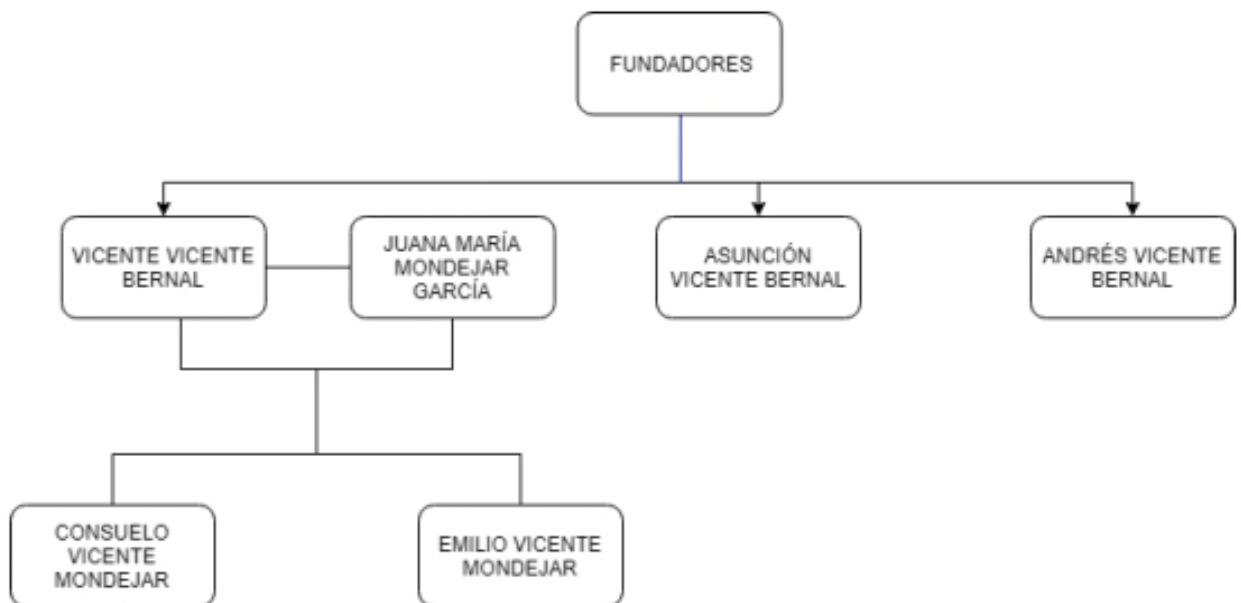 FUNDADORES
VICENTE VICENTE
BERNAL
JUANA MARÍA
MONDEJAR
GARCÍA
ASUNCIÓN
VICENTE BERNAL
ANDRÉS VICENTE
BERNAL
CONSUELO
VICENTE
MONDEJAR
EMILIO VICENTE
MONDEJAR